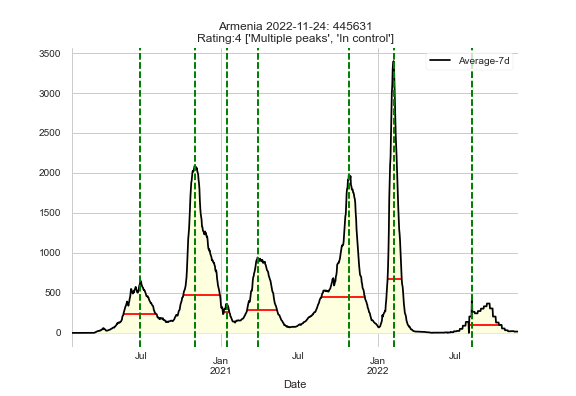 Armenia 2022-11-24: 445631
Rating:4 ['Multiple peaks', 'In control']
Average-7d
3500
3000
2500
2000
1500
1000
500
0
Jul
Jan
2021
Jul
Jan
2022
Jul
Date